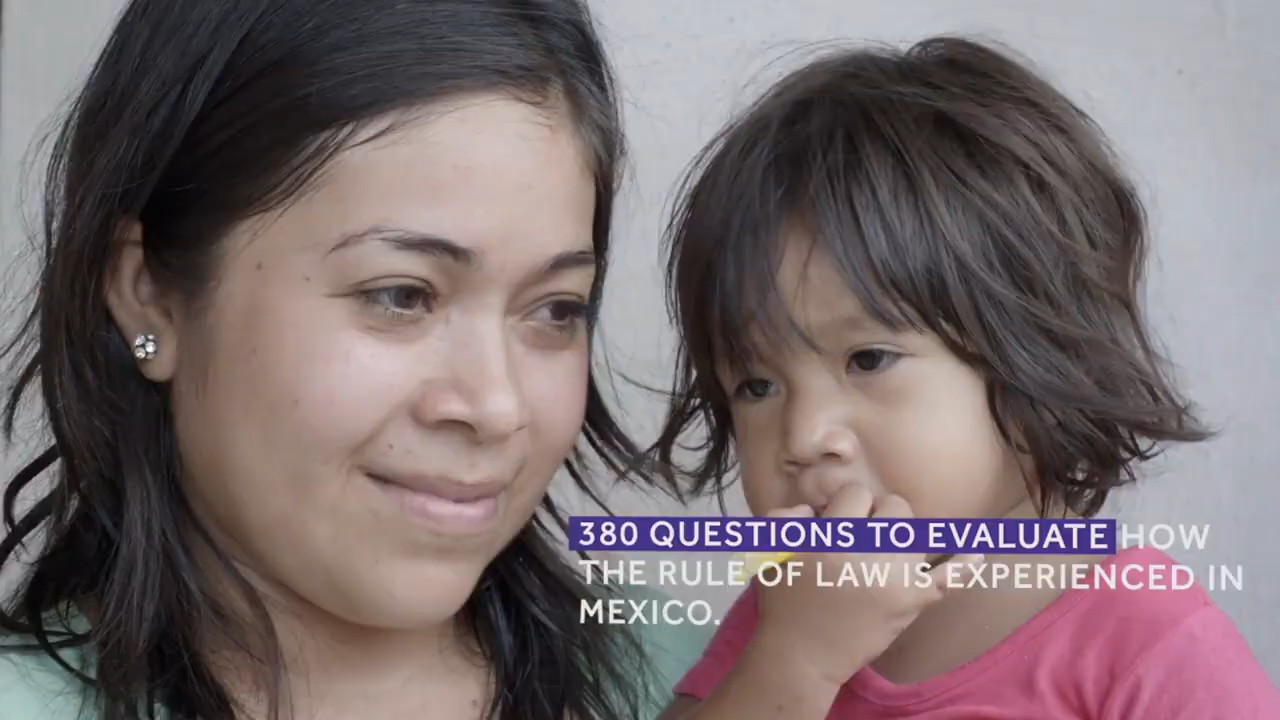 380 QUESTIONS TO EVALUATE HOW
THE RULE OF LAW IS EXPERIENCED IN
MEXICO.